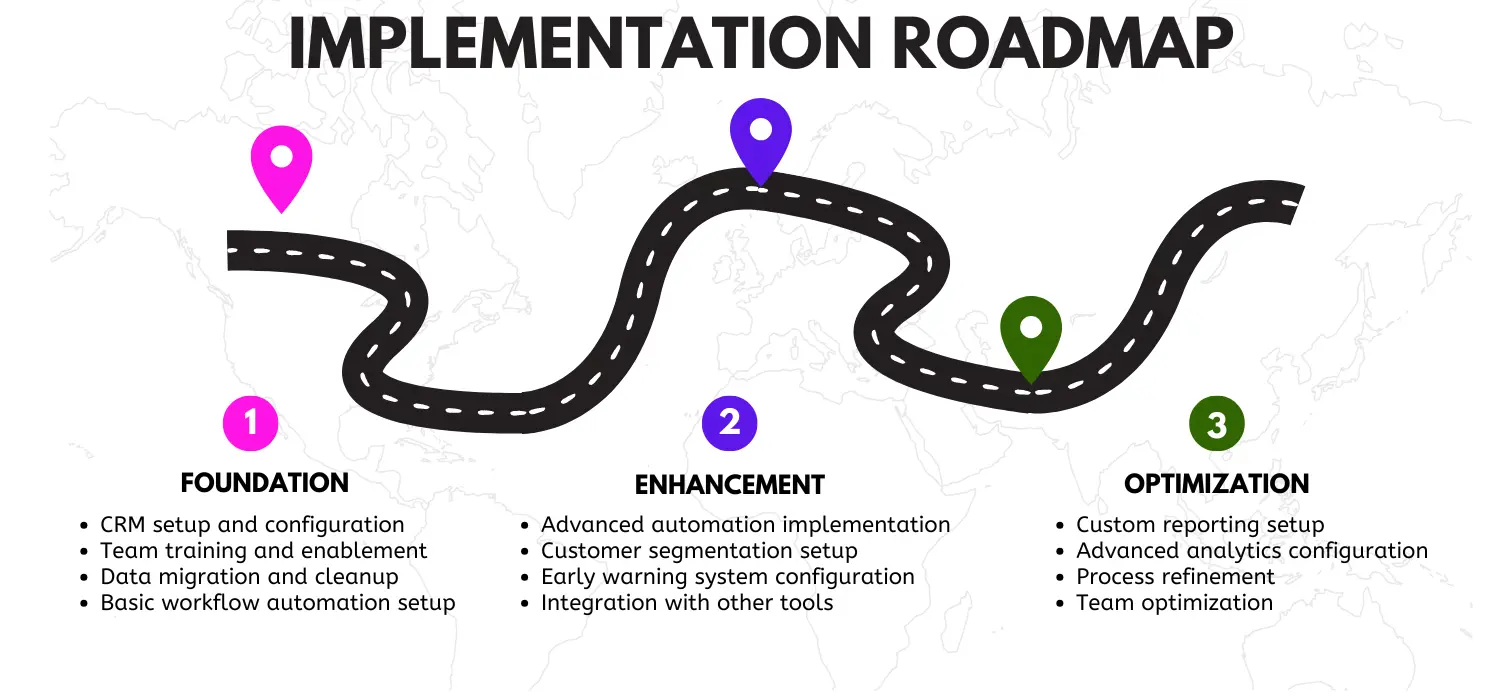 IMPLEMENTATION ROADMAP
1
FOUNDATION
• CRM setup and configuration
• Team training and enablement
• Data migration and cleanup
• Basic workflow automation setup
2
ENHANCEMENT
• Advanced automation implementation
• Customer segmentation setup
• Early warning system configuration
• Integration with other tools
3
OPTIMIZATION
• Custom reporting setup
• Advanced analytics configuration
• Process refinement
• Team optimization